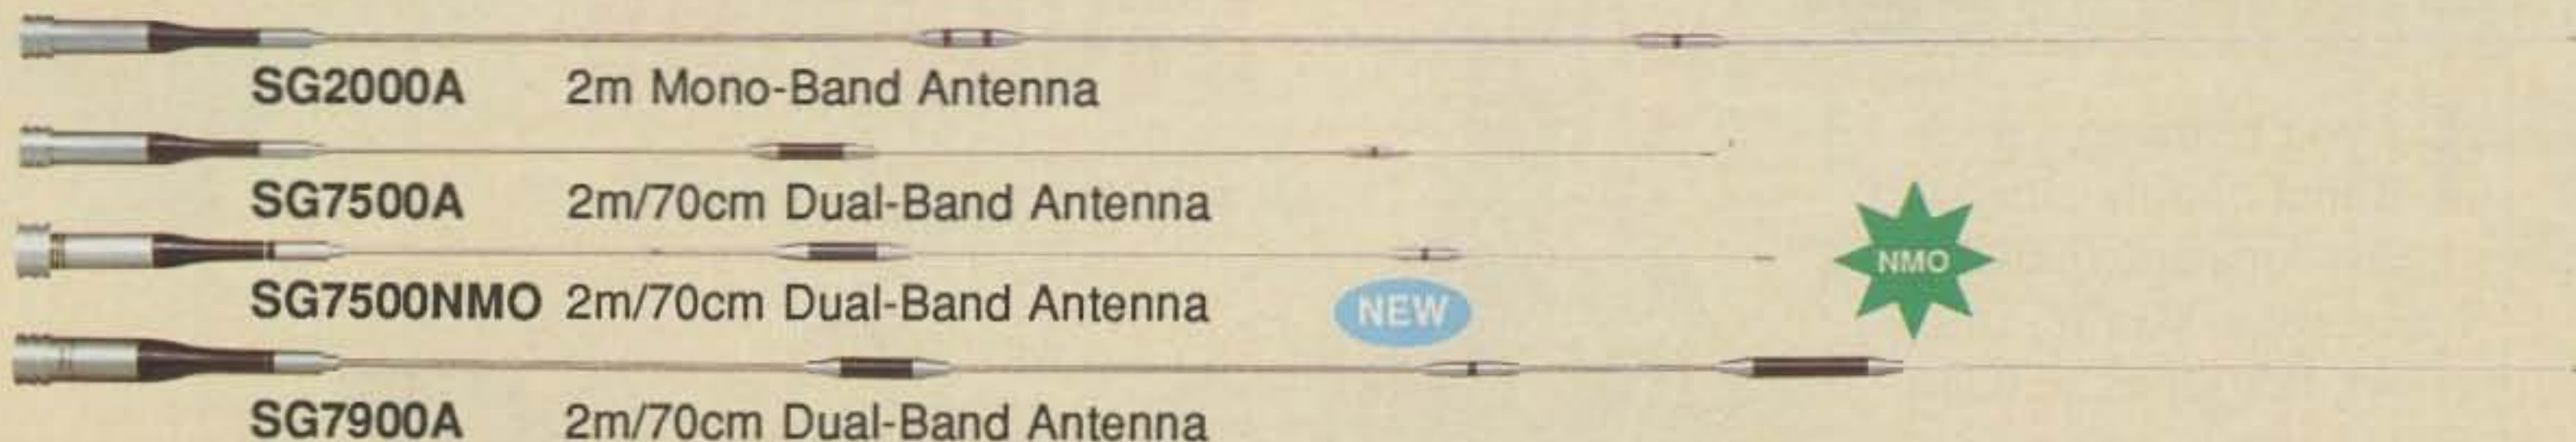 SG2000A 2m Mono-Band Antenna
SG7500A 2m/70cm Dual-Band Antenna
NMO
SG7500NMO 2m/70cm Dual-Band Antenna NEW
SG7900A 2m/70cm Dual-Band Antenna